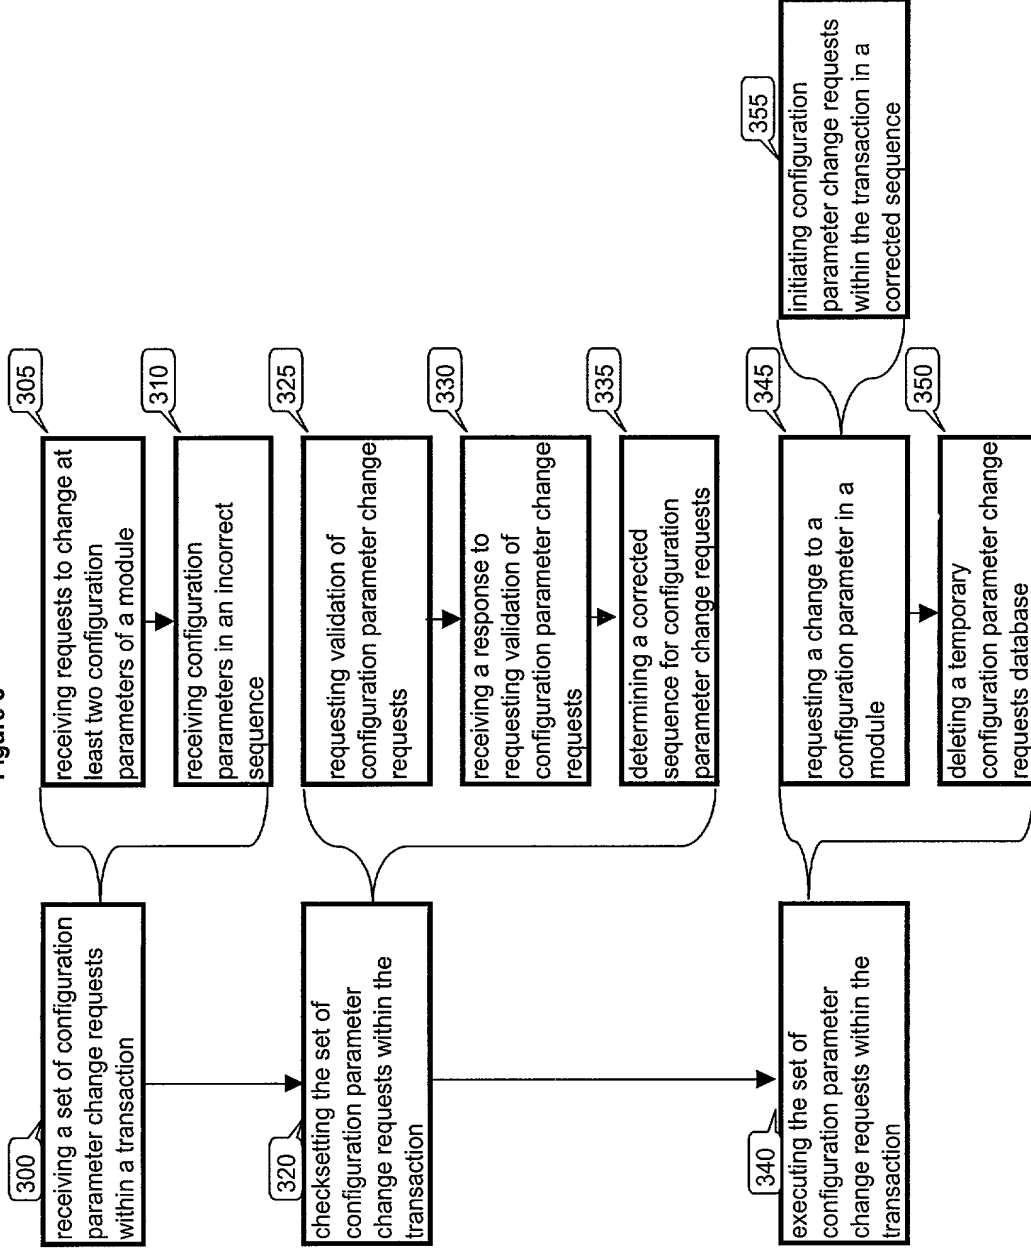 300
receiving a set of configuration
parameter change requests
within a transaction
305
receiving requests to change at
least two configuration
parameters of a module
310
receiving configuration
parameters in an incorrect
sequence
320
checksetting the set of
configuration parameter
change requests within the
transaction
325
requesting validation of
configuration parameter change
requests
330
receiving a response to
requesting validation of
configuration parameter change
requests
335
determining a corrected
sequence for configuration
parameter change requests
340
executing the set of
configuration parameter
change requests within the
transaction
345
requesting a change to a
configuration parameter in a
module
350
deleting a temporary
configuration parameter change
requests database
355
initiating configuration
parameter change requests
within the transaction in a
corrected sequence